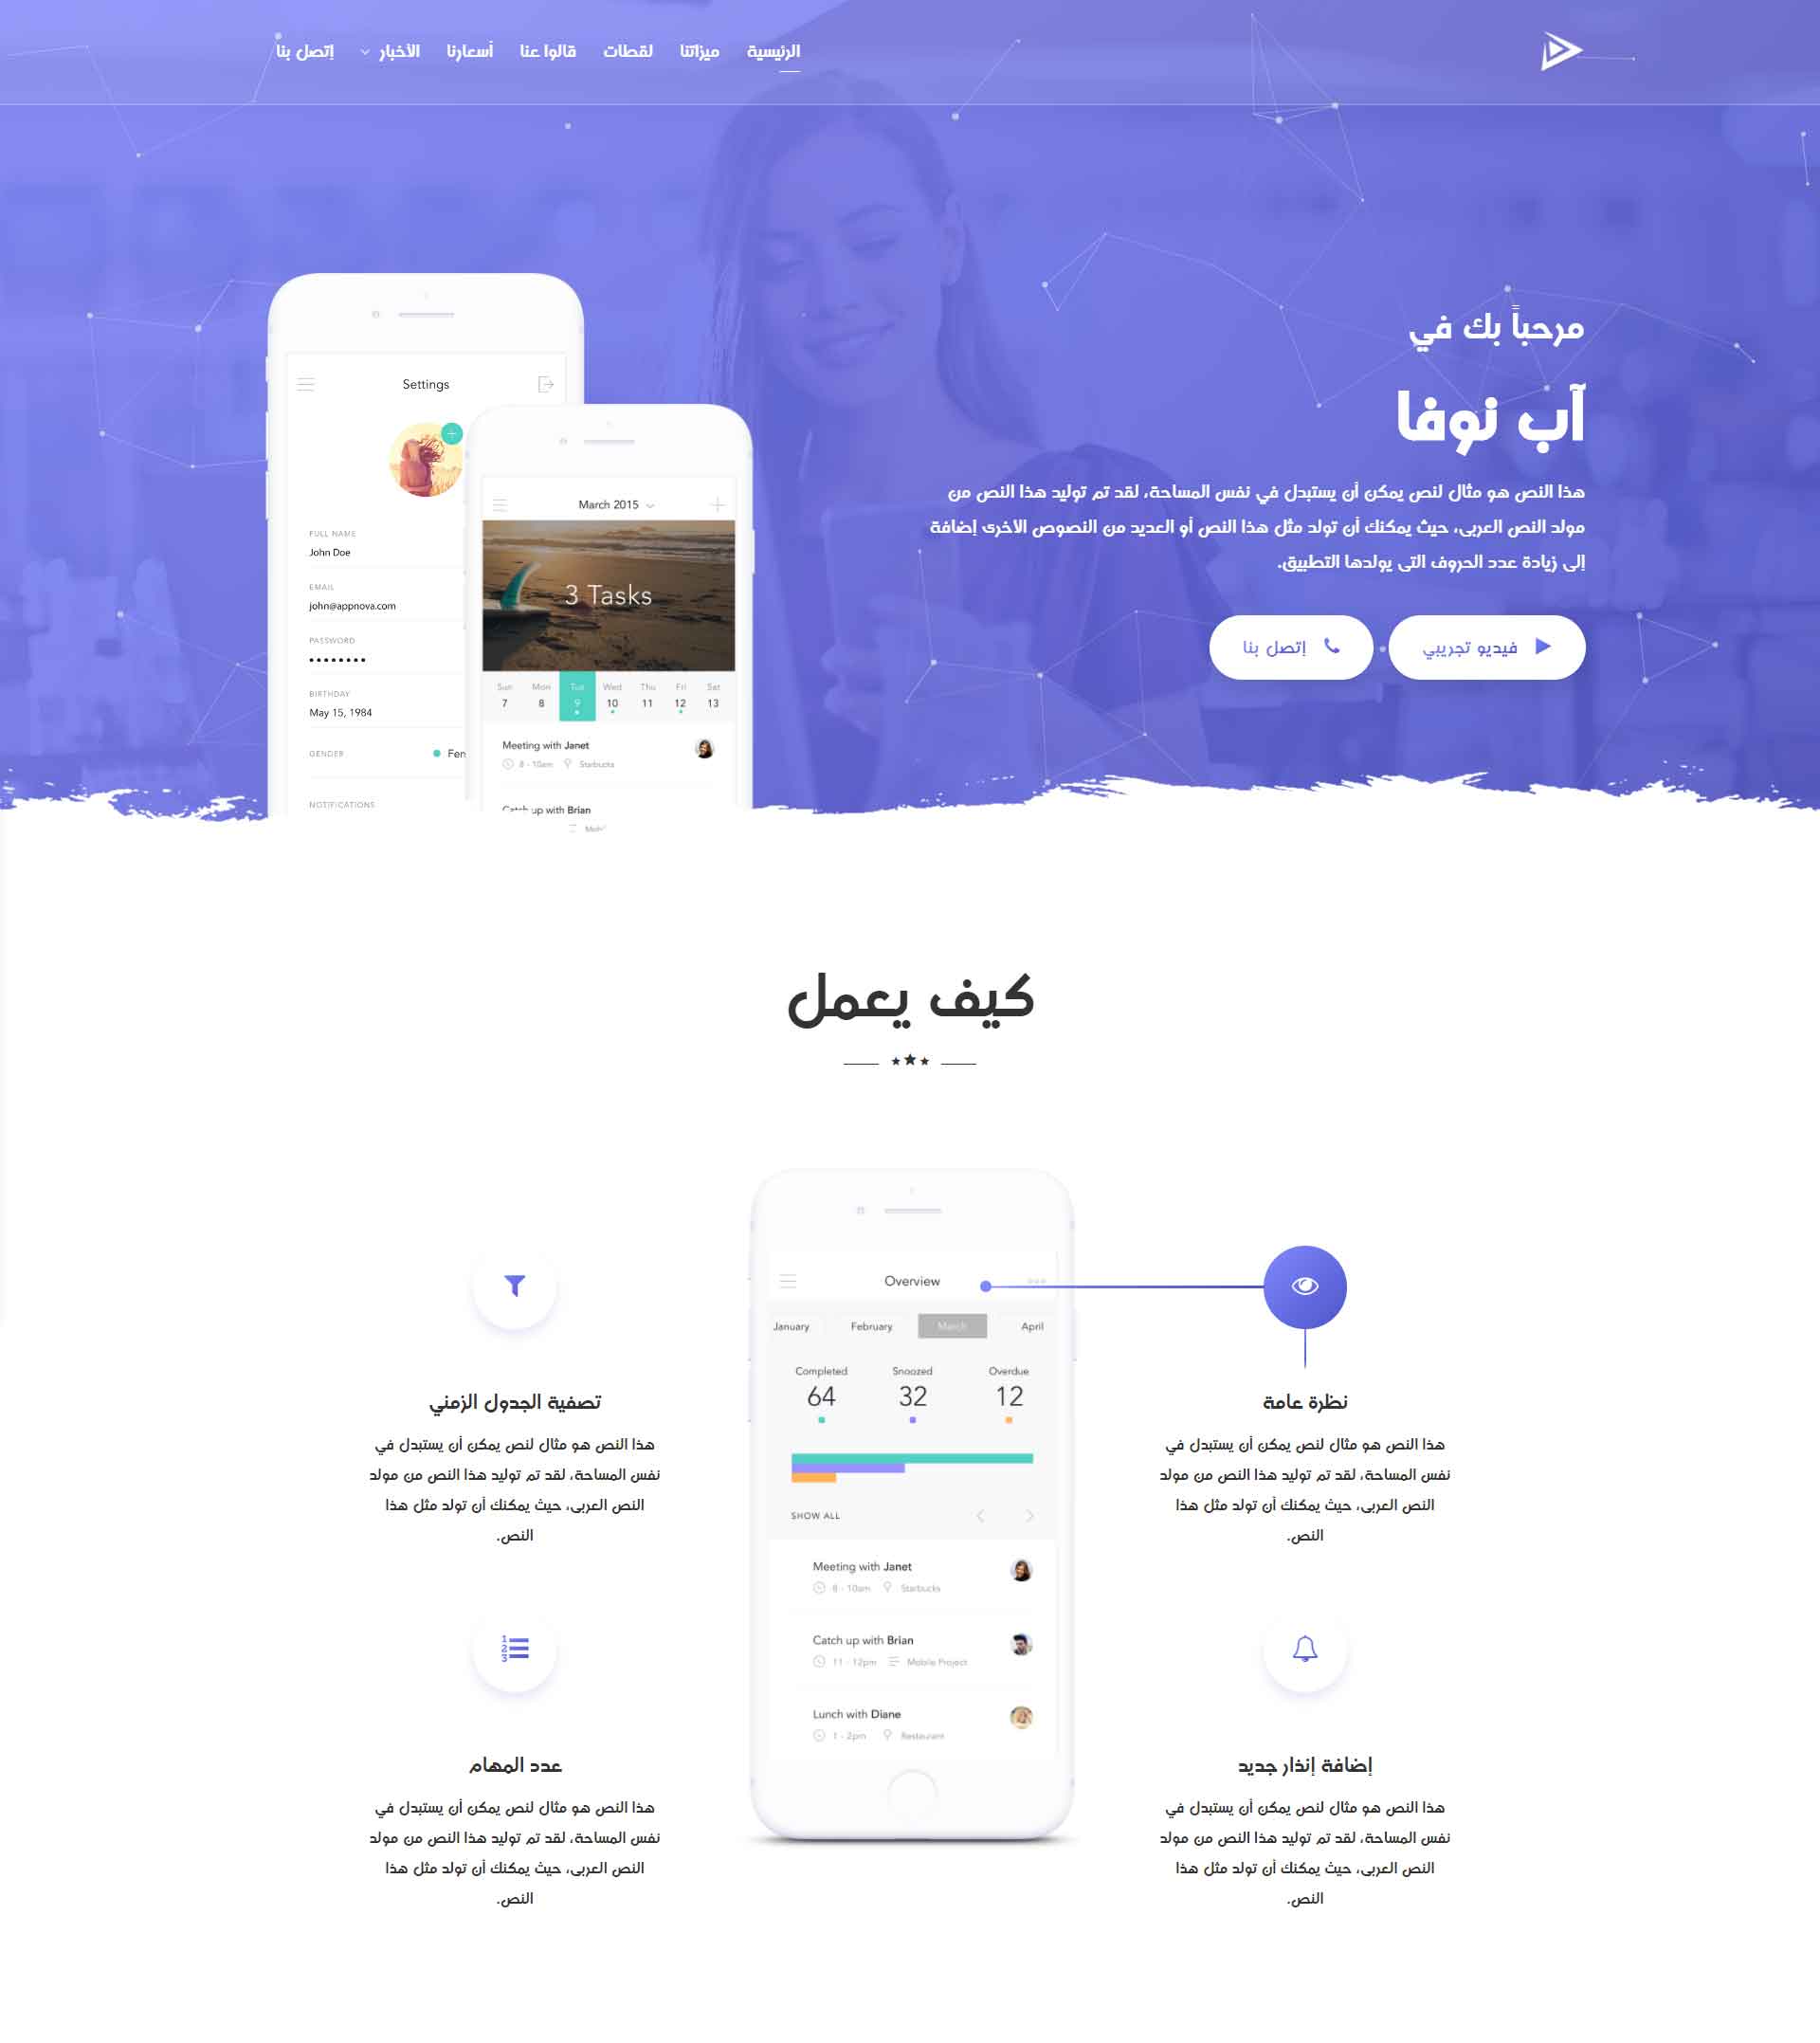 الرئيسية
ميزاتنا
لقطات
قالوا عنا
أسعارنا
الأخبار
إتصل بنا
مرحباً بك في
آب نوفا
هذا النص هو مثال لنص يمكن أن يستبدل في نفس المساحة، لقد تم توليد هذا النص من
مولد النص العربى، حيث يمكنك أن تولد مثل هذا النص أو العديد من النصوص الأخرى إضافة
إلى زيادة عدد الحروف التى يولدها التطبيق.
فيديو تجريبي
إتصل بنا
Settings
FULL NAME
John Doe
EMAIL
john@appnova.com
PASSWORD
BIRTHDAY
May 15, 1984
GENDER
Fen
NOTIFICATIONS
March 2015
3 Tasks
Sun Mon Tue Wed Thu Fri Sat
7 8 9 10 11 12 13
Meeting with Janet
8 - 10am Starbucks
Catch up with Brian
كيف يعمل
نظرة عامة
هذا النص هو مثال لنص يمكن أن يستبدل في
نفس المساحة، لقد تم توليد هذا النص من مولد
النص العربى، حيث يمكنك أن تولد مثل هذا
النص.
إضافة إنذار جديد
هذا النص هو مثال لنص يمكن أن يستبدل في
نفس المساحة، لقد تم توليد هذا النص من مولد
النص العربى، حيث يمكنك أن تولد مثل هذا
النص.
Overview
January February March April
Completed Snoozed Overdue
64 32 12
SHOW ALL
Meeting with Janet
8 - 10am Starbucks
Catch up with Brian
11 - 12pm Mobile Project
Lunch with Diane
1 - 2pm Restaurant
تصفية الجدول الزمني
هذا النص هو مثال لنص يمكن أن يستبدل في
نفس المساحة، لقد تم توليد هذا النص من مولد
النص العربى، حيث يمكنك أن تولد مثل هذا
النص.
عدد المهام
هذا النص هو مثال لنص يمكن أن يستبدل في
نفس المساحة، لقد تم توليد هذا النص من مولد
النص العربى، حيث يمكنك أن تولد مثل هذا
النص.